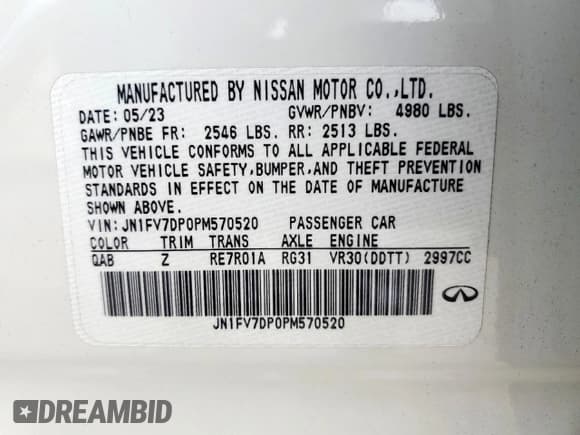 MANUFACTURED BY NISSAN MOTOR CO.,LTD.
DATE: 05/23 GVWR/PNBV: 4980 LBS.
GAWR/PNBE FR: 2546 LBS. RR: 2513 LBS.
THIS VEHICLE CONFORMS TO ALL APPLICABLE FEDERAL
MOTOR VEHICLE SAFETY,BUMPER,AND THEFT PREVENTION
STANDARDS IN EFFECT ON THE DATE OF MANUFACTURE
SHOWN ABOVE.
VIN: JN1FV7DP0PM570520 PASSENGER CAR
COLOR TRIM TRANS AXLE ENGINE
QAB Z RE7R01A RG31 VR30(DDTT) 2997CC
JN1FV7DP0PM570520
DREAMBID